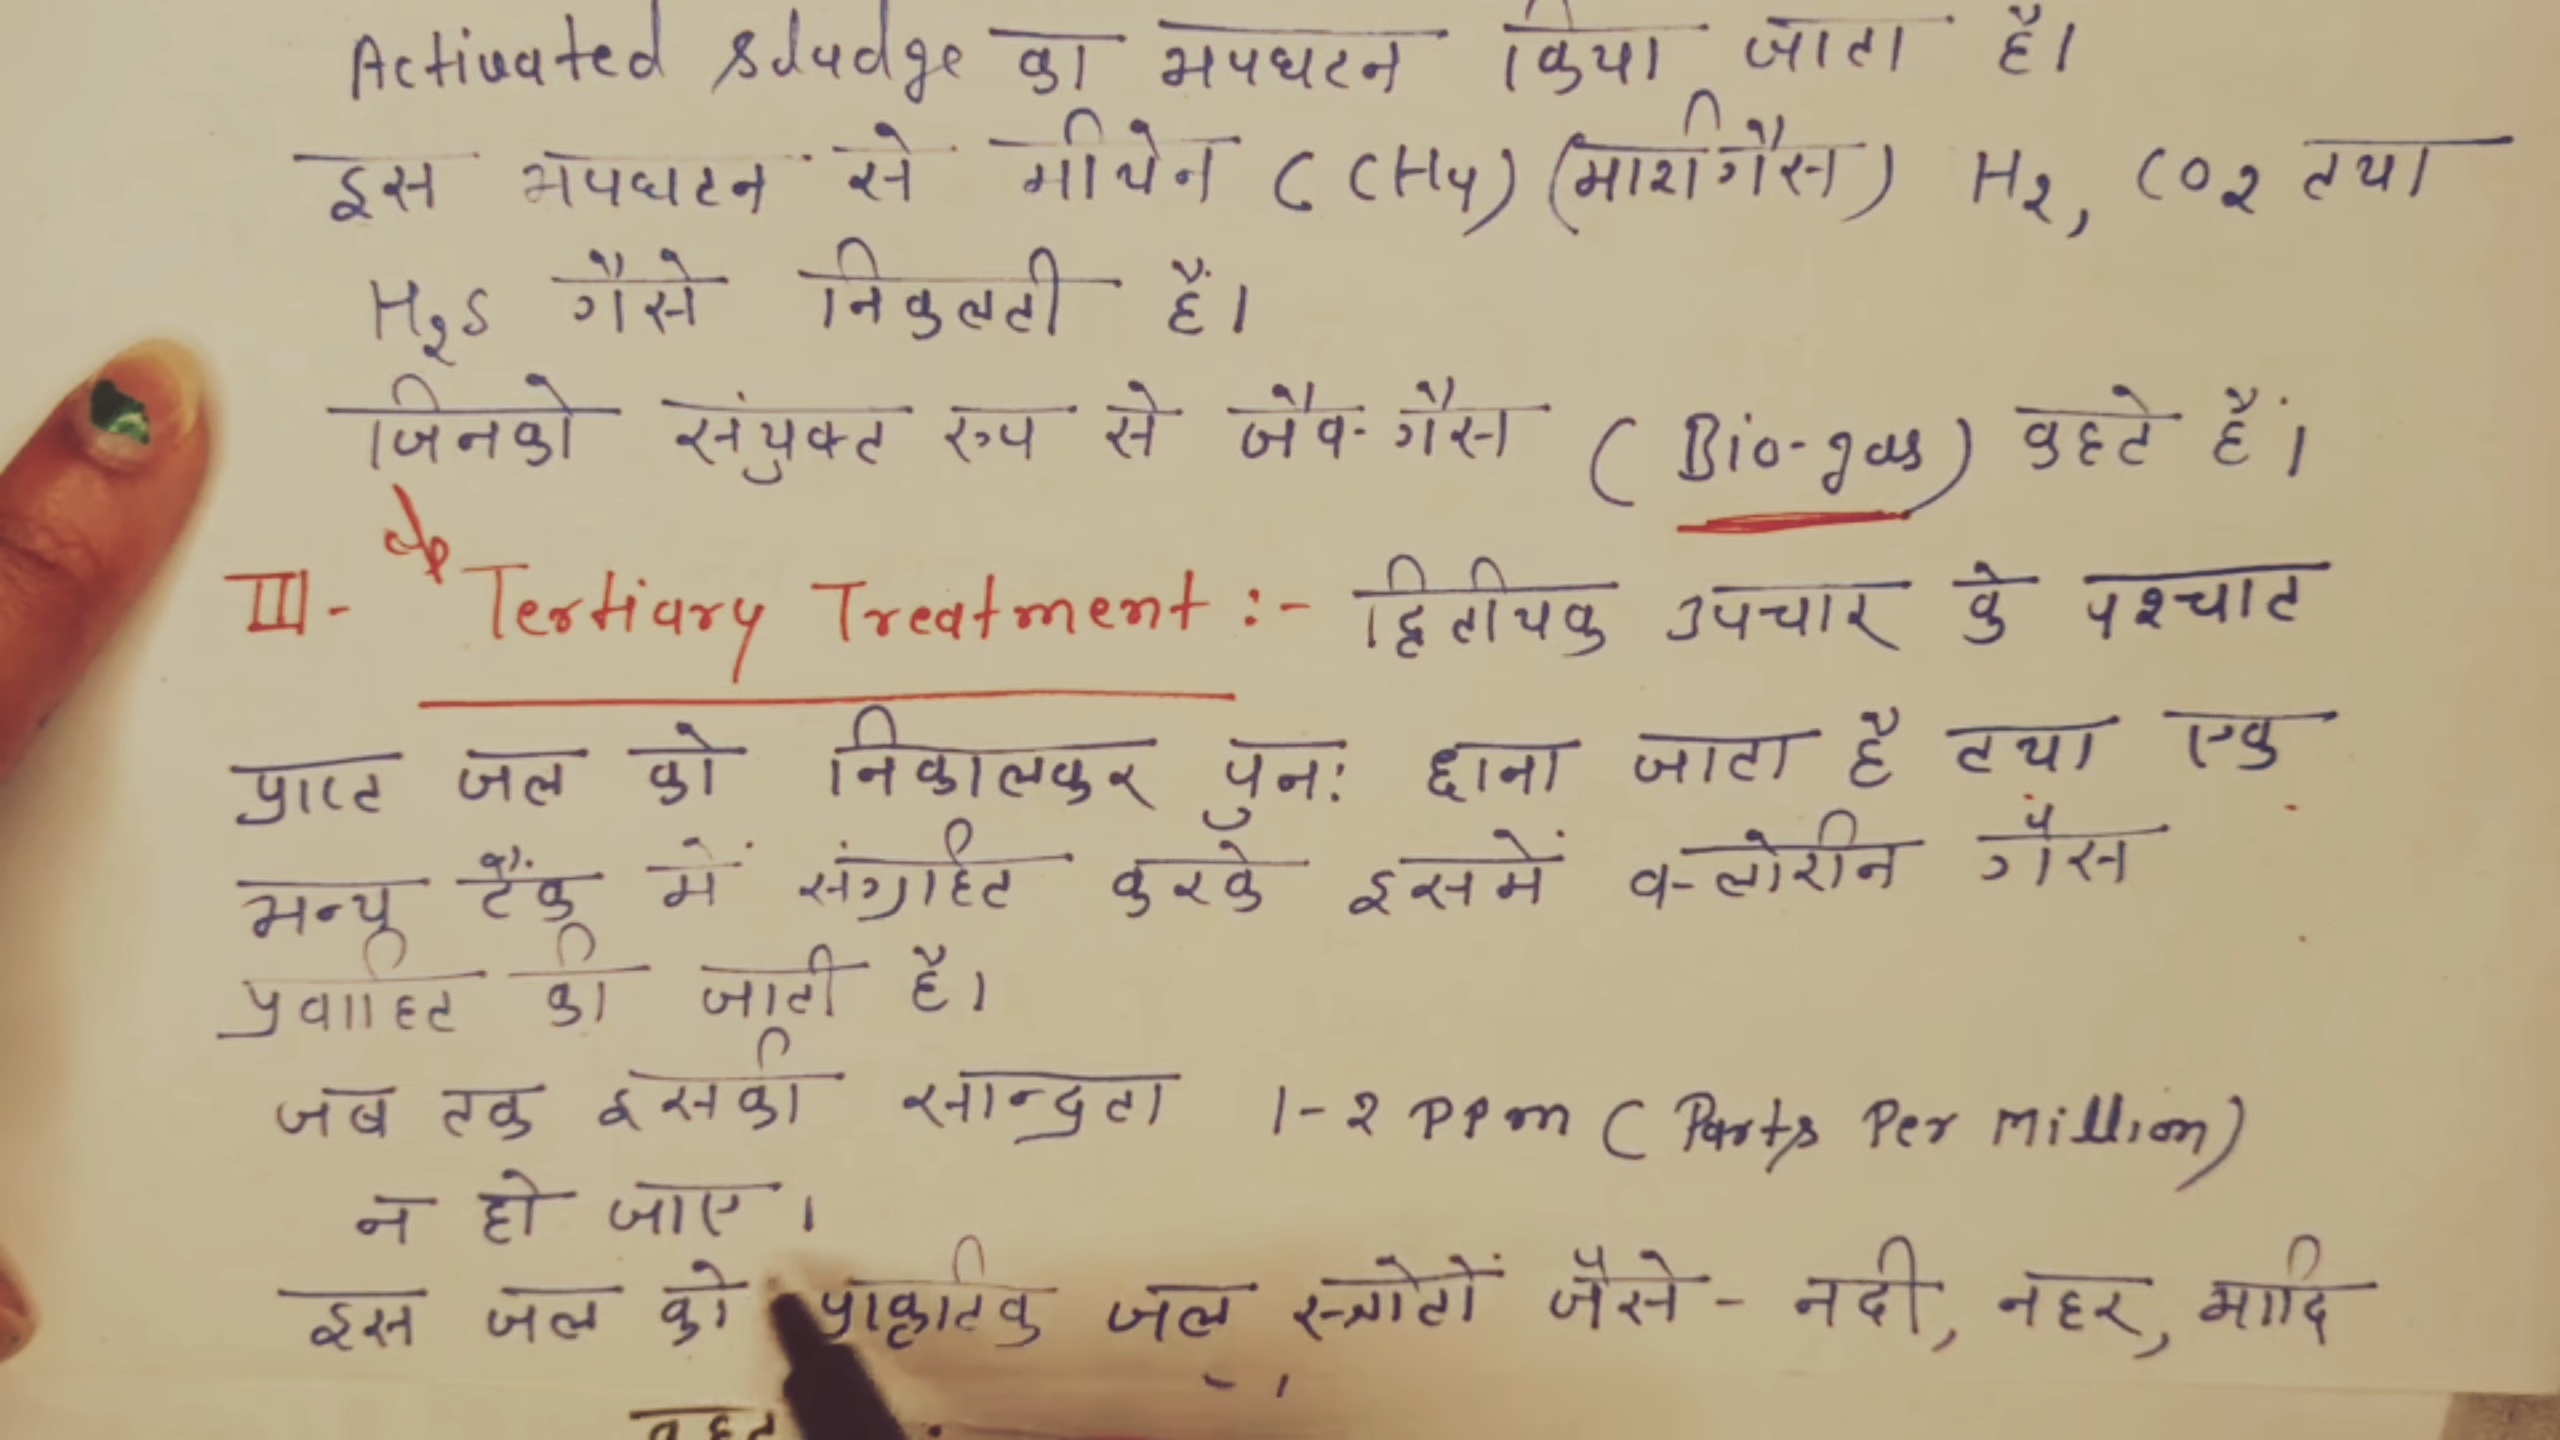 Activated sludge का अपघटन किया जाता है।
इस अपघटन से मीथेन (CH4) (मार्शगैस) H2, CO2 तथा
H2S गैसे निकलती हैं।
जिनको संयुक्त रूप से जैव-गैस (Bio-gas) कहते हैं।
III- Tertiary Treatment :- द्वितीयक उपचार के पश्चात
प्राप्त जल को निकालकर पुनः छाना जाता है तथा एक
अन्य टैंक में संग्रहित करके इसमें क्लोरीन गैस
प्रवाहित की जाती है।
जब तक इसकी सान्द्रता 1-2 PPm (Parts Per Million)
न हो जाए।
इस जल को प्राकृतिक जल स्त्रोतों जैसे - नदी, नहर, आदि